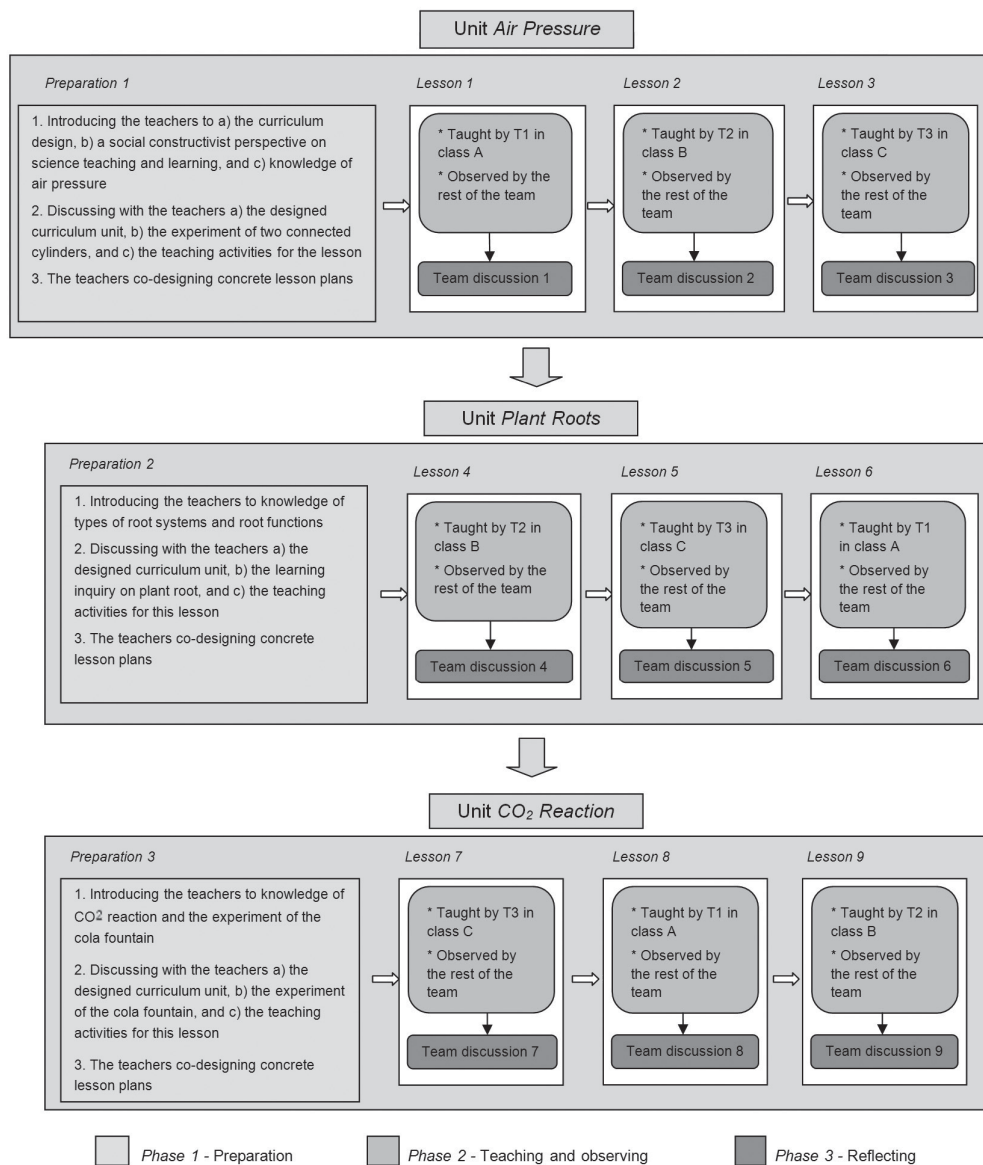 Unit Air Pressure
Preparation 1
1. Introducing the teachers to a) the curriculum
design, b) a social constructivist perspective on
science teaching and learning, and c) knowledge of
air pressure
2. Discussing with the teachers a) the designed
curriculum unit, b) the experiment of two connected
cylinders, and c) the teaching activities for the lesson
3. The teachers co-designing concrete lesson plans
Lesson 1
* Taught by T1 in
class A
* Observed by the
rest of the team
Team discussion 1
Lesson 2
* Taught by T2 in
class B
* Observed by
the rest of the
team
Team discussion 2
Lesson 3
* Taught by T3 in
class C
* Observed by
the rest of the
team
Team discussion 3
Unit Plant Roots
Preparation 2
1. Introducing the teachers to knowledge of
types of root systems and root functions
2. Discussing with the teachers a) the
designed curriculum unit, b) the learning
inquiry on plant root, and c) the teaching
activities for this lesson
3. The teachers co-designing concrete
lesson plans
Lesson 4
* Taught by T2 in
class B
* Observed by the
rest of the team
Team discussion 4
Lesson 5
* Taught by T3 in
class C
* Observed by
the rest of the
team
Team discussion 5
Lesson 6
* Taught by T1
in class A
* Observed by
the rest of the
team
Team discussion 6
Unit CO₂ Reaction
Preparation 3
1. Introducing the teachers to knowledge of
CO2 reaction and the experiment of the
cola fountain
2. Discussing with the teachers a) the
designed curriculum unit, b) the experiment
of the cola fountain, and c) the teaching
activities for this lesson
3. The teachers co-designing concrete
lesson plans
Lesson 7
* Taught by T3 in
class C
* Observed by
the rest of the
team
Team discussion 7
Lesson 8
* Taught by T1 in
class A
* Observed by
the rest of the
team
Team discussion 8
Lesson 9
* Taught by T2 in
class B
* Observed by
the rest of the
team
Team discussion 9
Phase 1 - Preparation
Phase 2 - Teaching and observing
Phase 3 - Reflecting